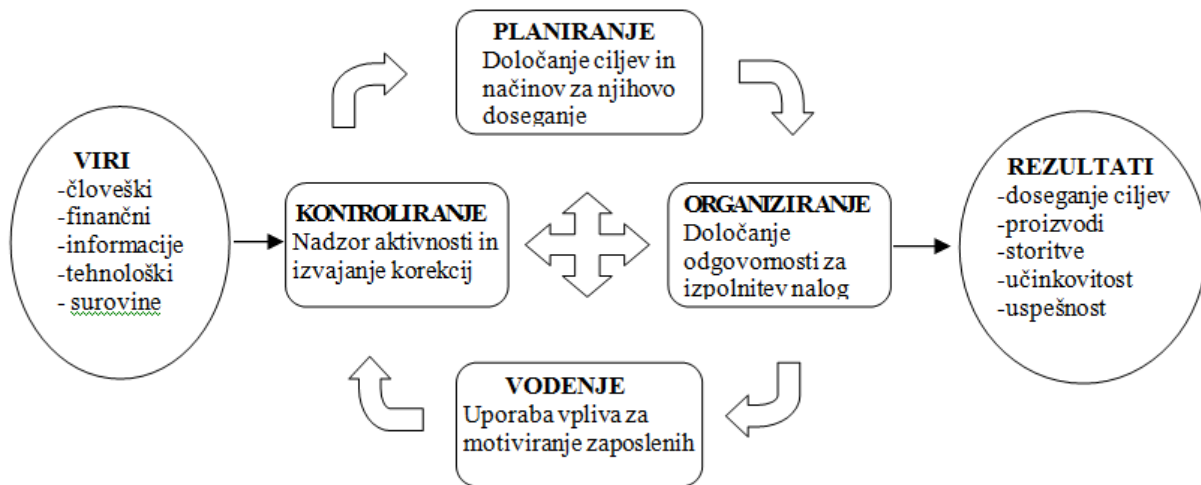 PLANIRANJE
Določanje ciljev in
načinov za njihovo
doseganje
VIRI
-človeški
-finančni
-informacije
-tehnološki
- surovine
KONTROLIRANJE
Nadzor aktivnosti in
izvajanje korekcij
ORGANIZIRANJE
Določanje
odgovornosti za
izpolnitev nalog
REZULTATI
-doseganje ciljev
-proizvodi
-storitve
-učinkovitost
-uspešnost
VODENJE
Uporaba vpliva za
motiviranje zaposlenih